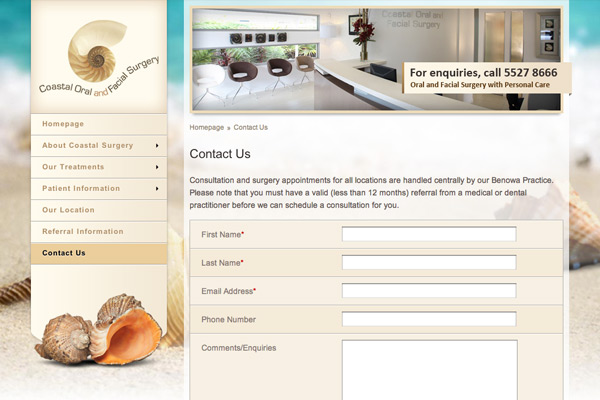 Coastal Oral and Facial Surgery
Homepage
About Coastal Surgery
Our Treatments
Patient Information
Our Location
Referral Information
Contact Us
Coastal Oral and
Facial Surgery
For enquiries, call 5527 8666
Oral and Facial Surgery with Personal Care
Homepage » Contact Us
Contact Us
Consultation and surgery appointments for all locations are handled centrally by our Benowa Practice.
Please note that you must have a valid (less than 12 months) referral from a medical or dental
practitioner before we can schedule a consultation for you.
First Name*
Last Name*
Email Address*
Phone Number
Comments/Enquiries